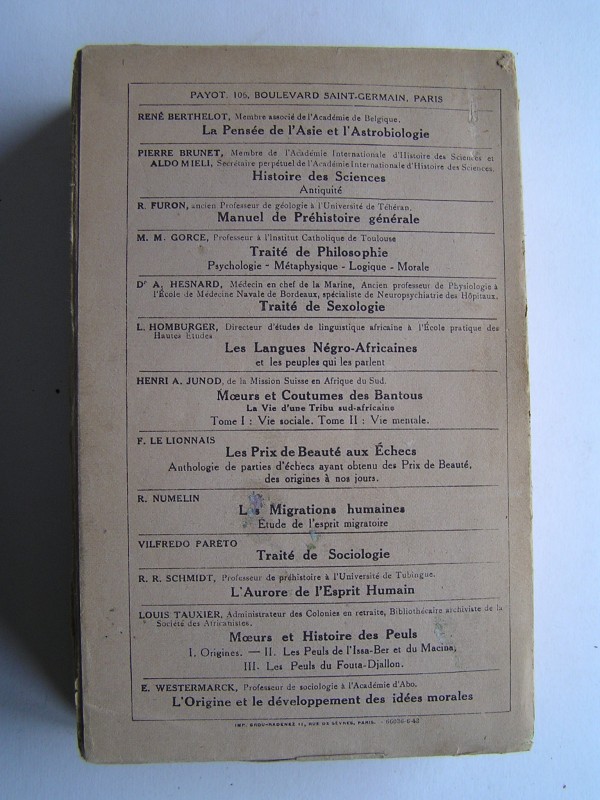 PAYOT, 106, BOULEVARD SAINT-GERMAIN, PARIS
RENÉ BERTHELOT, Membre associé de l'Académie de Belgique.
La Pensée de l'Asie et l'Astrobiologie
PIERRE BRUNET, Membre de l'Académie Internationale d'Histoire des Sciences et
ALDO MIELI, Secrétaire perpétuel de l'Académie Internationale d'Histoire des Sciences.
Histoire des Sciences
Antiquité
R. FURON, ancien Professeur de géologie à l'Université de Téhéran.
Manuel de Préhistoire générale
M. M. GORCE, Professeur à l'Institut Catholique de Toulouse
Traité de Philosophie
Psychologie - Métaphysique - Logique - Morale
Dr A. HESNARD, Médecin en chef de la Marine, Ancien professeur de Physiologie à
l'École de Médecine Navale de Bordeaux, spécialiste de Neuropsychiatrie des Hôpitaux.
Traité de Sexologie
L. HOMBURGER, Directeur d'études de linguistique africaine à l'École pratique des
Hautes Études
Les Langues Négro-Africaines
et les peuples qui les parlent
HENRI A. JUNOD, de la Mission Suisse en Afrique du Sud.
Mœurs et Coutumes des Bantous
La Vie d'une Tribu sud-africaine
Tome I : Vie sociale. Tome II : Vie mentale.
F. LE LIONNAIS
Les Prix de Beauté aux Échecs
Anthologie de parties d'échecs ayant obtenu des Prix de Beauté,
des origines à nos jours.
R. NUMELIN
Les Migrations humaines
Étude de l'esprit migratoire
VILFREDO PARETO
Traité de Sociologie
R. R. SCHMIDT, Professeur de préhistoire à l'Université de Tubingue.
L'Aurore de l'Esprit Humain
LOUIS TAUXIER, Administrateur des Colonies en retraite, Bibliothécaire archiviste de la
Société des Africanistes.
Mœurs et Histoire des Peuls
I. Origines. — II. Les Peuls de l'Issa-Ber et du Macina,
III. Les Peuls du Fouta-Djallon.
E. WESTERMARCK, Professeur de sociologie à l'Académie d'Abo.
L'Origine et le développement des idées morales
IMP. RUE DE SÈVRES, PARIS.